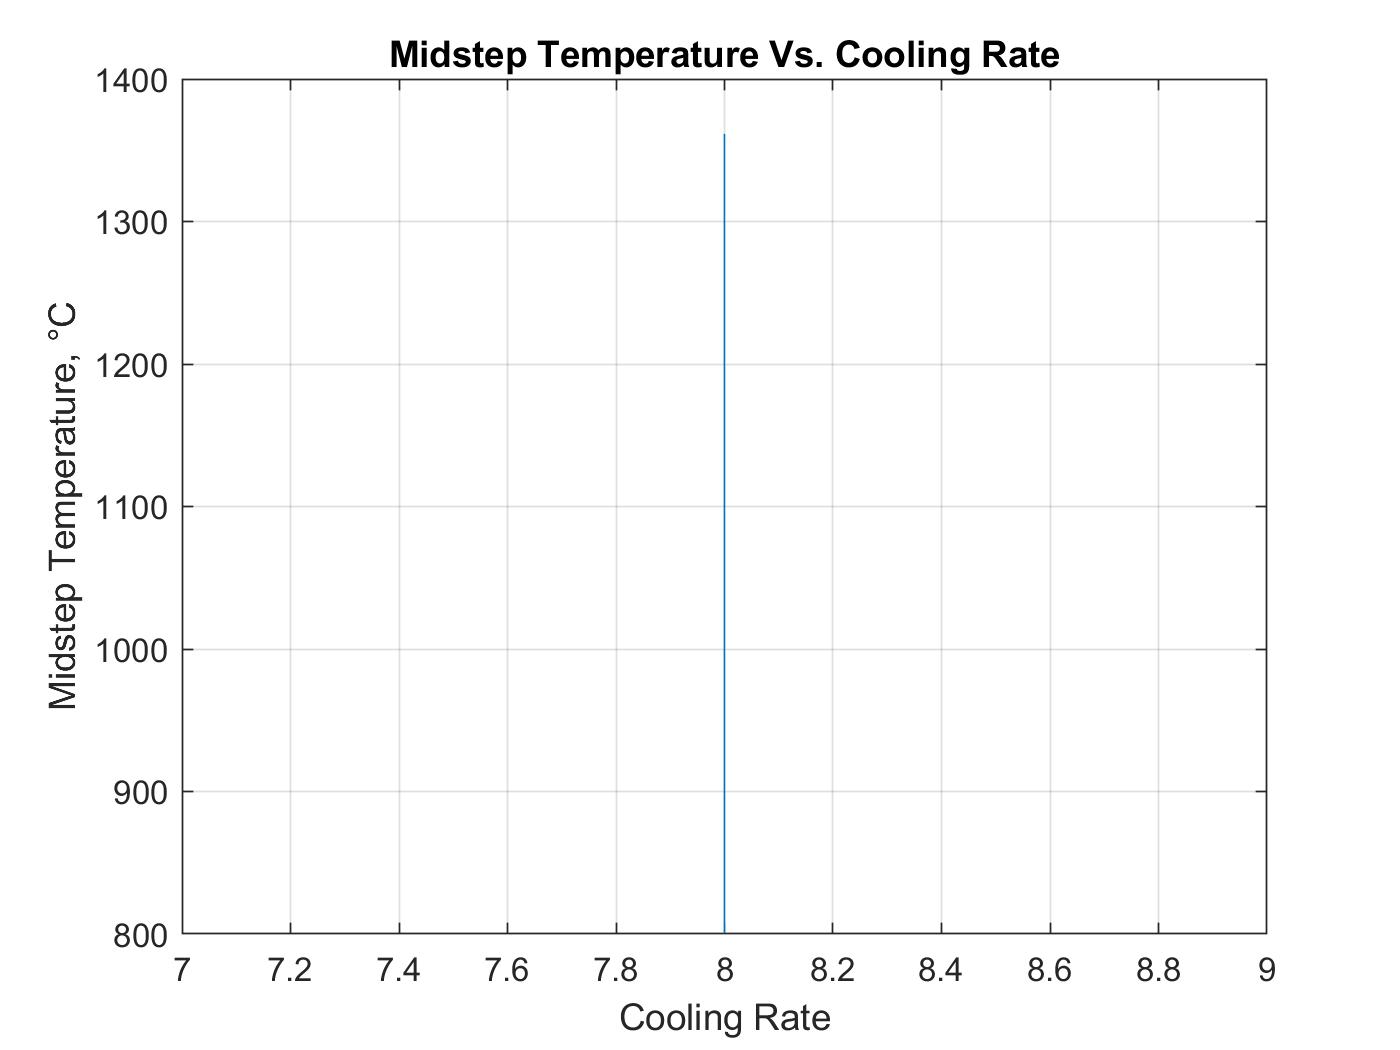 Midstep Temperature Vs. Cooling Rate
1400
1300
1200
1100
1000
900
800
Midstep Temperature, °C
7 7.2 7.4 7.6 7.8 8 8.2 8.4 8.6 8.8 9
Cooling Rate